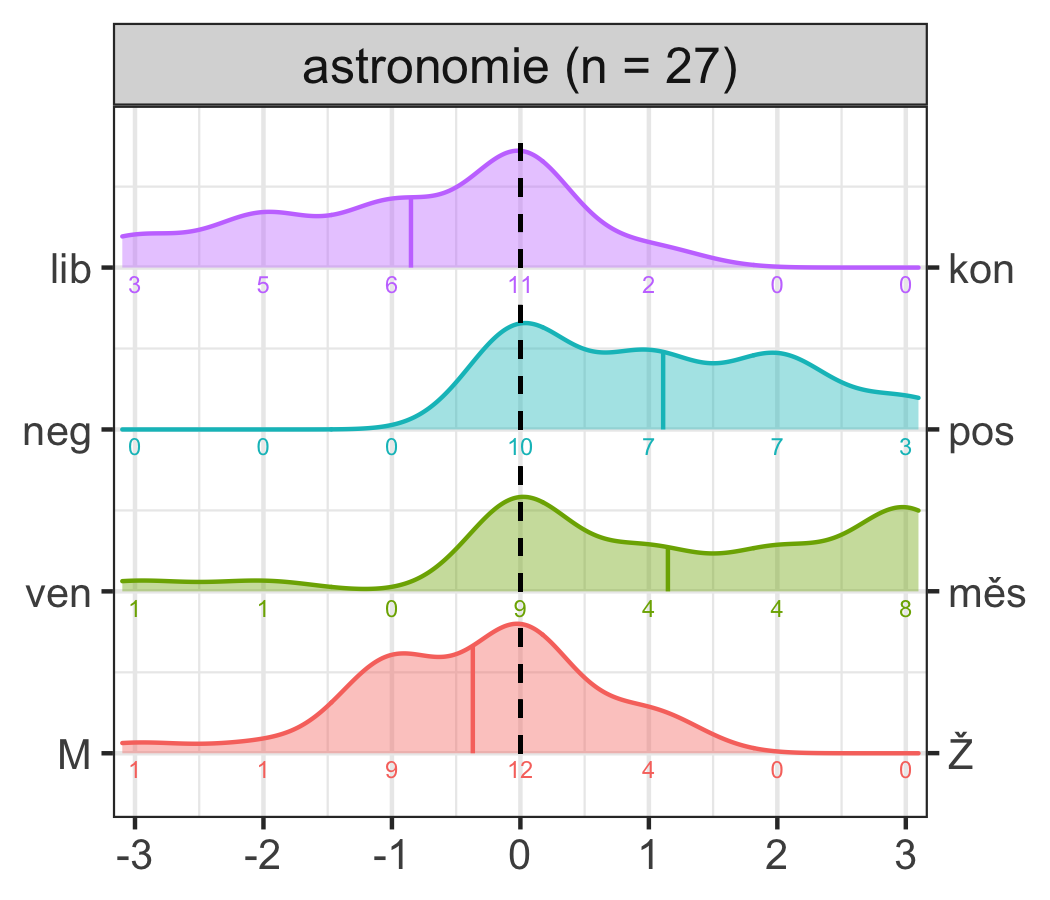 astronomie (n = 27)
lib kon
3 5 6 11 2 0 0
neg pos
0 0 0 10 7 7 3
ven měs
1 1 0 9 4 4 8
M Ž
1 1 9 12 4 0 0
-3 -2 -1 0 1 2 3